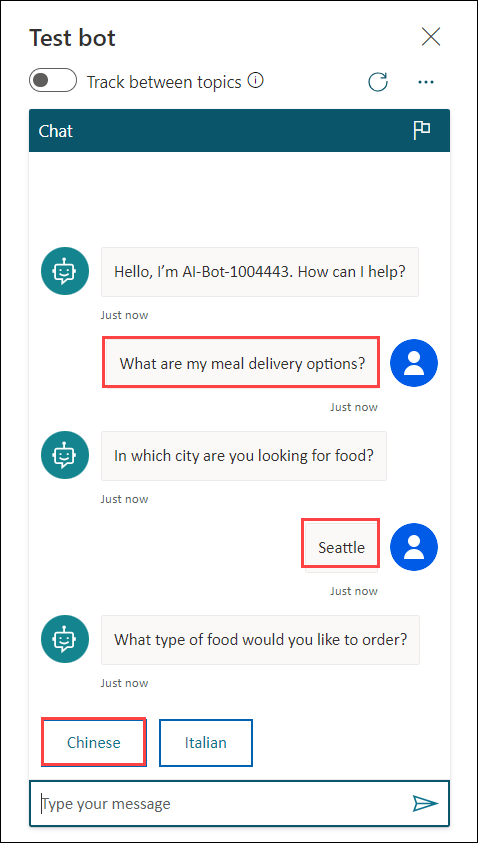 Test bot
Track between topics
Chat
Hello, I’m AI-Bot-1004443. How can I help?
Just now
What are my meal delivery options?
Just now
In which city are you looking for food?
Just now
Seattle
Just now
What type of food would you like to order?
Just now
Chinese Italian
Type your message